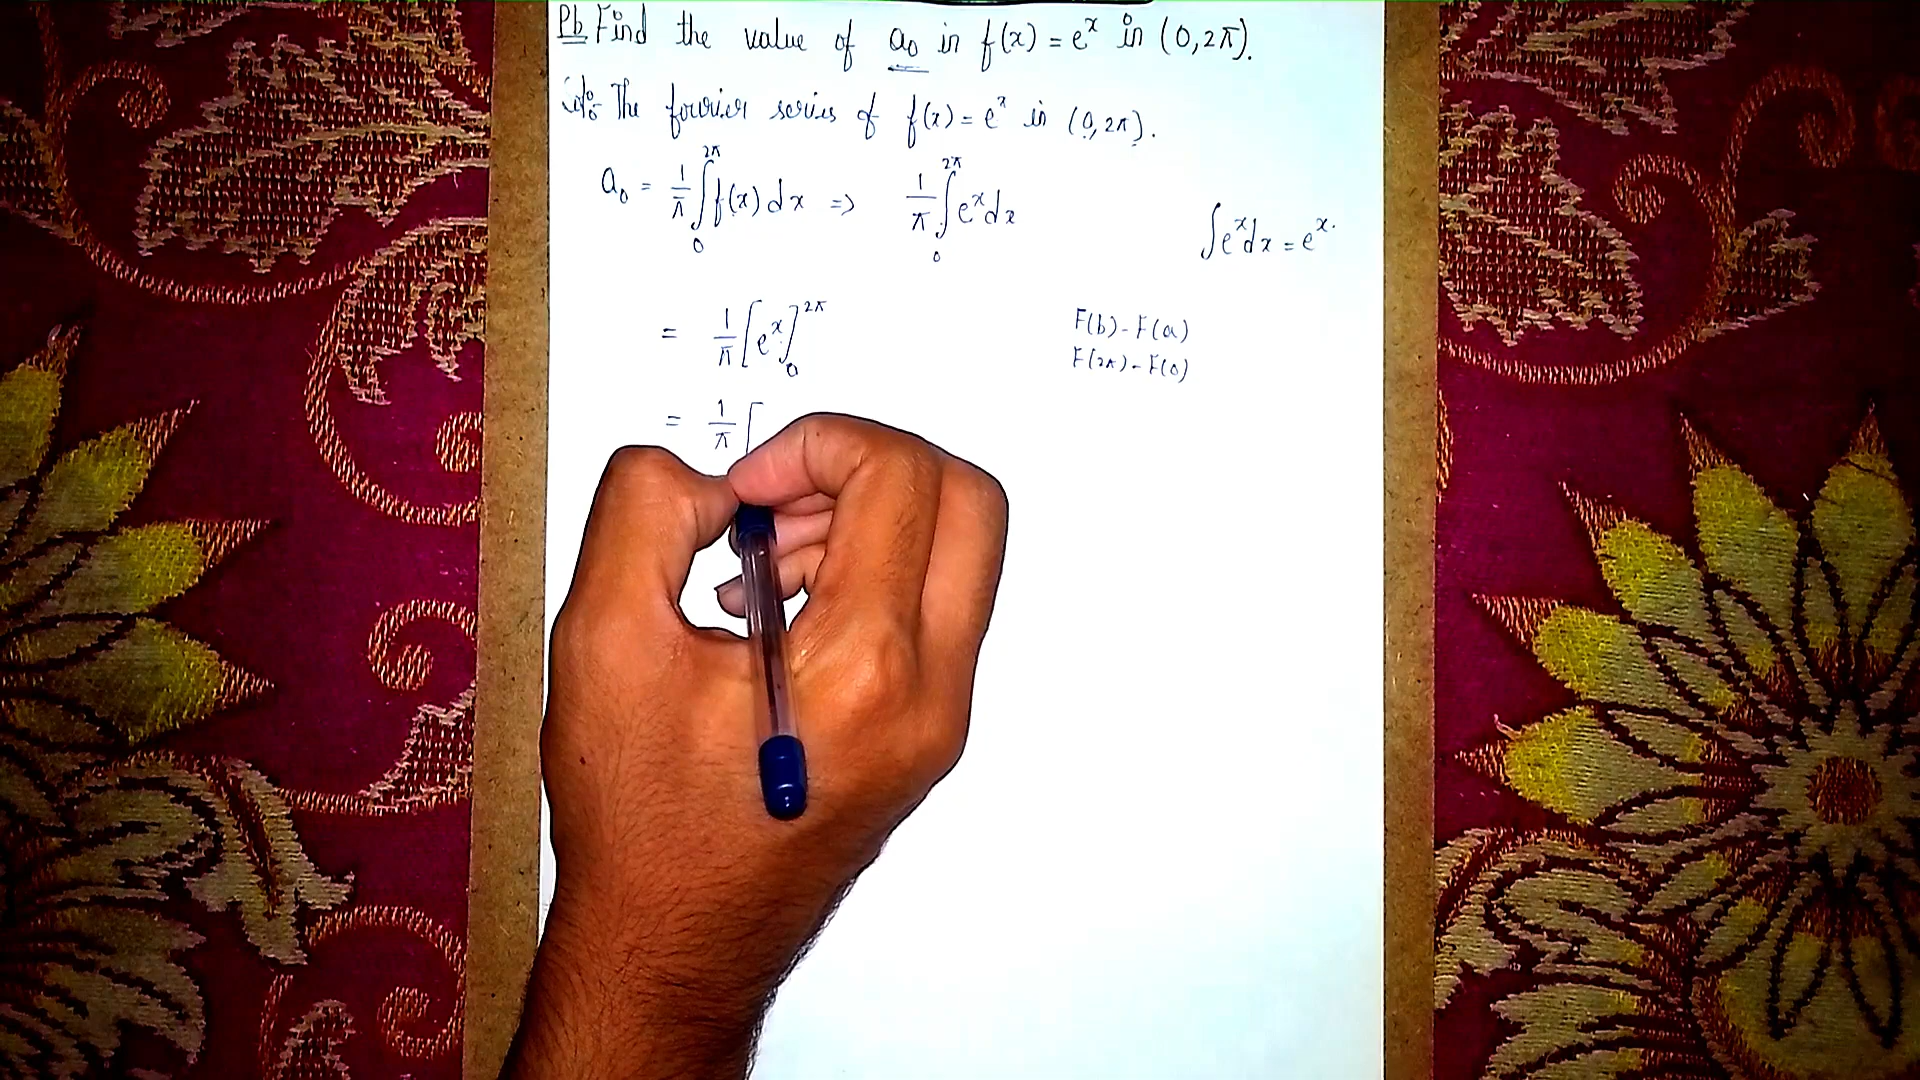 Pb Find the value of a₀ in f(x) = eˣ in (0, 2π).
The fourier series of f(x) = eˣ in (0, 2π).
a₀ = 1/π ∫₀^2π f(x) dx => 1/π ∫₀^2π eˣ dx
∫eˣdx = eˣ.
= 1/π [eˣ]₀^2π
F(b) - F(a)
F(2π) - F(0)
= 1/π [